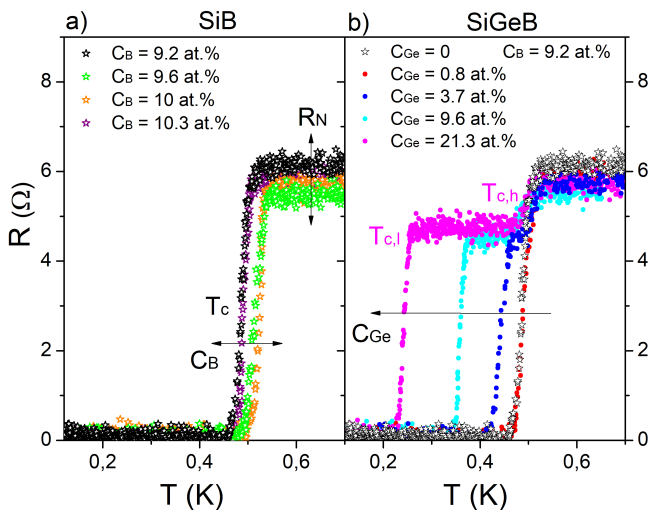 a) SiB
CB = 9.2 at.%
CB = 9.6 at.%
CB = 10 at.%
CB = 10.3 at.%
RN
Tc
CB
R (Ω)
8
6
4
2
0
0,2 0,4 0,6
T (K)
b) SiGeB
CGe = 0 CB = 9.2 at.%
CGe = 0.8 at.%
CGe = 3.7 at.%
CGe = 9.6 at.%
CGe = 21.3 at.%
Tc,h
Tc,l
CGe
8
6
4
2
0
0,2 0,4 0,6
T (K)